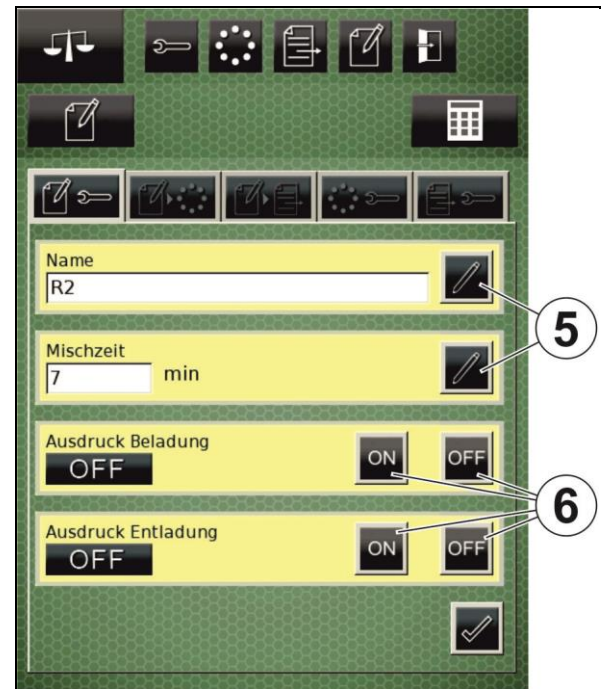 Name
R2
5
Mischzeit
7 min
Ausdruck Beladung
OFF ON OFF
6
Ausdruck Entladung
OFF ON OFF